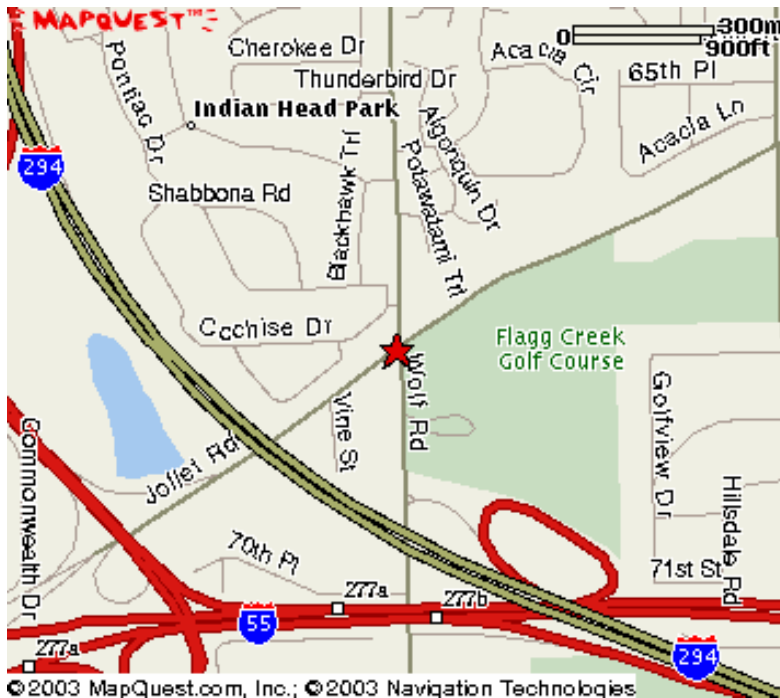 MAPQUEST™
0 300m
900ft
Cherokee Dr
Acacia Cir
65th Pl
Pontiac Dr
Thunderbird Dr
Indian Head Park
Algonquin Dr
Acacia Ln
294
Blackhawk Trl
Potawatami Trl
Shabbona Rd
Cochise Dr
Flagg Creek
Golf Course
Wolf Rd
Vine St
Golfview Dr
Joliet Rd
Commonwealth Dr
Hillsdale Rd
70th Pl
71st St
277a
277b
55
277a
294
©2003 MapQuest.com, Inc.; ©2003 Navigation Technologies